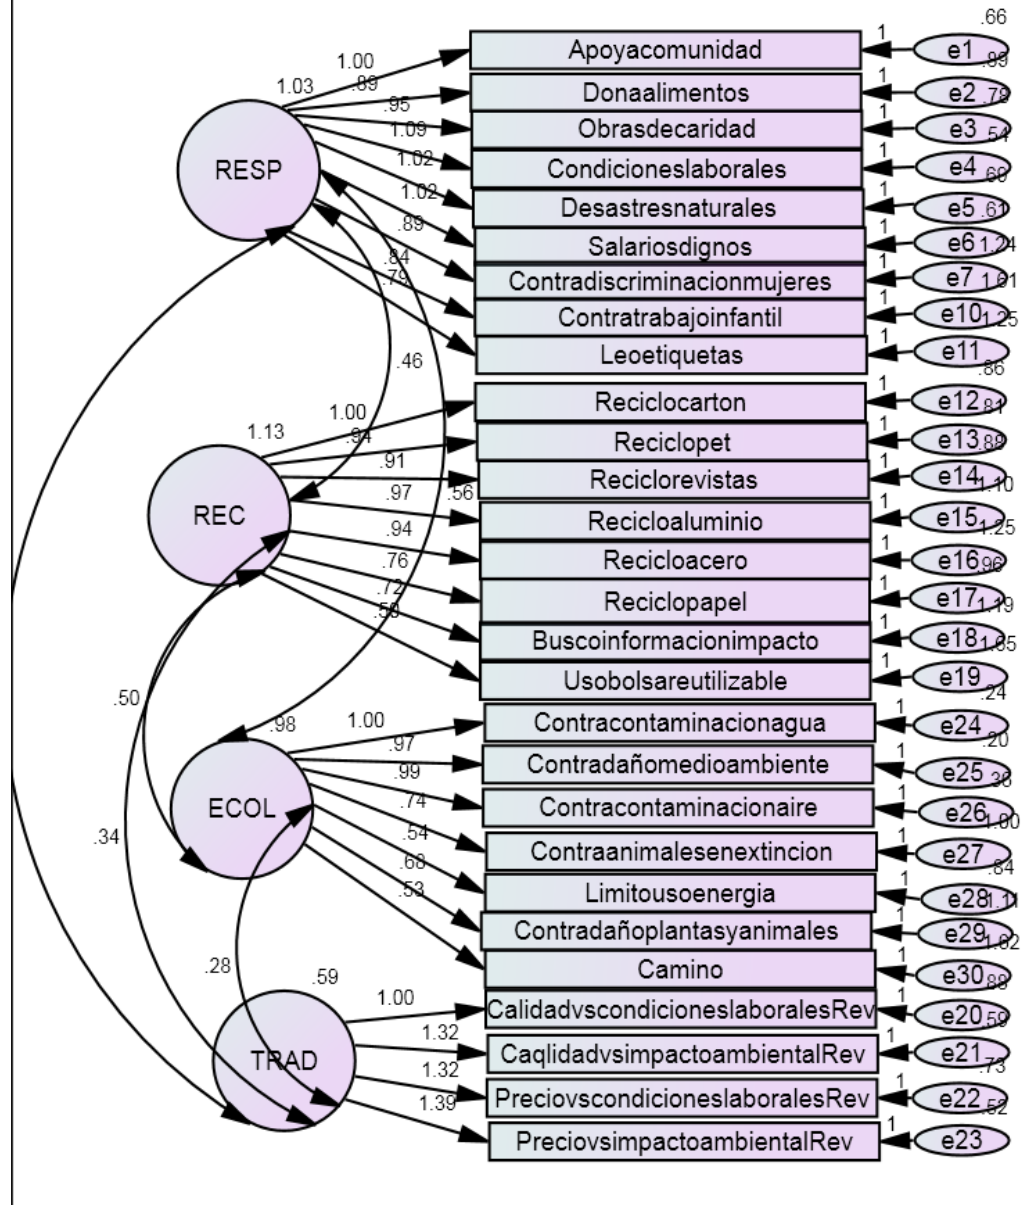 .66
1 e1
1.00 Apoyacomunidad
.89
1.03 .89 Donaalimentos 1 e2
.78
.95 Obrasdecaridad 1 e3
.54
1.09 Condicioneslaborales 1 e4
RESP
1.02 Desastresnaturales 1 e5
.61
1.02 Salariosdignos 1 e6
1.24
.89 Contradiscriminacionmujeres 1 e7
1.61
.84 Contratrabajoinfantil 1 e10
1.25
.79 Leoetiquetas 1 e11
.46
.86
1.00 Reciclocarton 1 e12
1.13 .94 .81
Reciclopet 1 e13
.88
.91 Reciclorevistas 1 e14
1.10
.97 .56
REC Recicloaluminio 1 e15
1.25
.94 Recicloacero 1 e16
.96
.76 Reciclopapel 1 e17
1.19
.72 Buscoinformacionimpacto 1 e18
1.65
.59 Usobolsareutilizable 1 e19
.24
.50
.98 1.00 Contracontaminacionagua 1 e24
.20
.97 Contradañomedioambiente 1 e25
.99 Contracontaminacionaire 1 e26
1.00
ECOL .74
.34 .54 Contraanimalesenextincion 1 e27
.84
.68 Limitousoenergia 1 e28
1.11
.53 Contradañoplantasyanimales 1 e29
1.62
Camino 1 e30
.28 .59 .88
1.00 CalidadvscondicioneslaboralesRev 1 e20
.59
1.32 CaqlidadvsimpactoambientalRev 1 e21
TRAD .73
1.32 PreciovscondicioneslaboralesRev 1 e22
.52
1.39 PreciovsimpactoambientalRev 1 e23